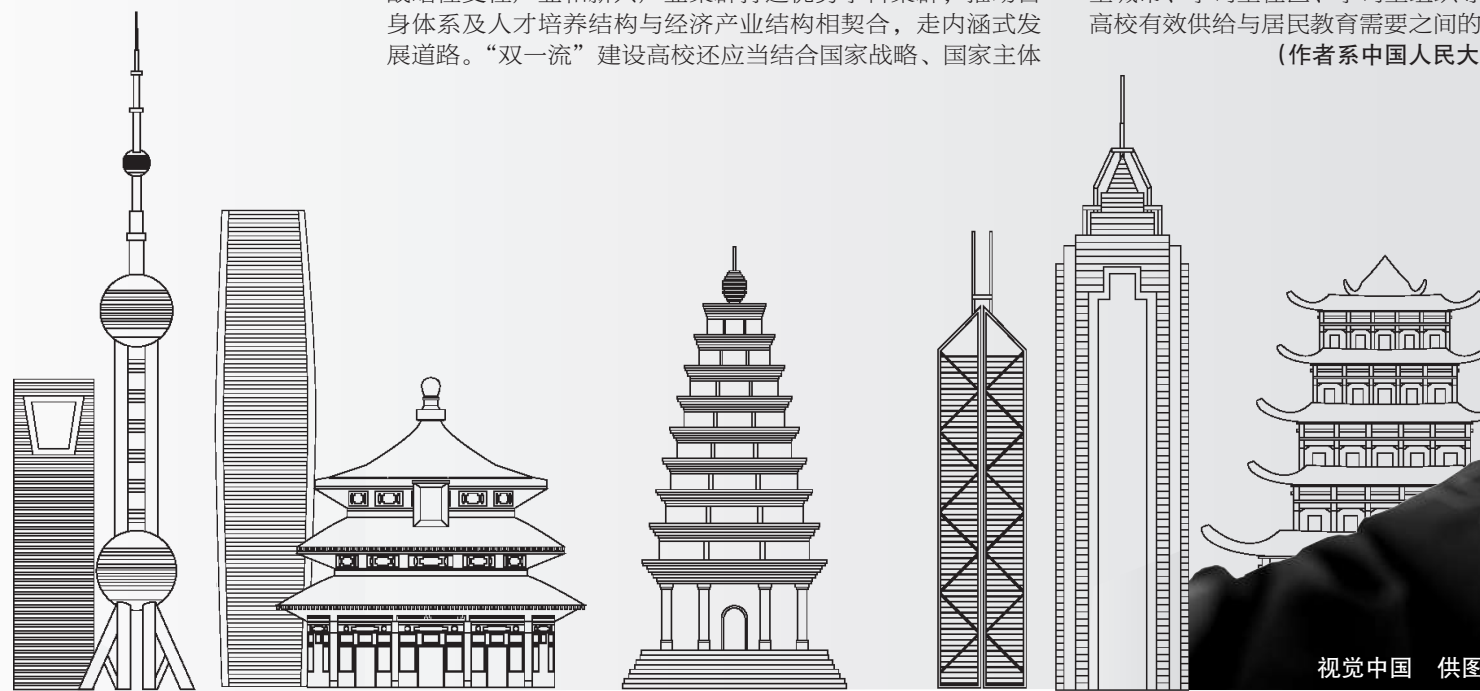 身体系及人才培养结构与经济产业结构相契合，走内涵式发
展道路。“双一流”建设高校还应当结合国家战略、国家主体
高校有效供给与居民教育需要之间的
(作者系中国人民大
视觉中国 供图